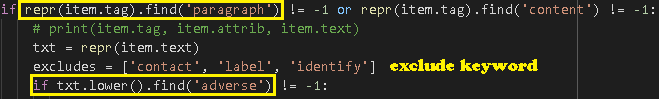 if repr(item.tag).find('paragraph') != -1 or repr(item.tag).find('content') != -1:
# print(item.tag, item.attrib, item.text)
txt = repr(item.text)
excludes = ['contact', 'label', 'identify'] exclude keyword
if txt.lower().find('adverse') != -1: